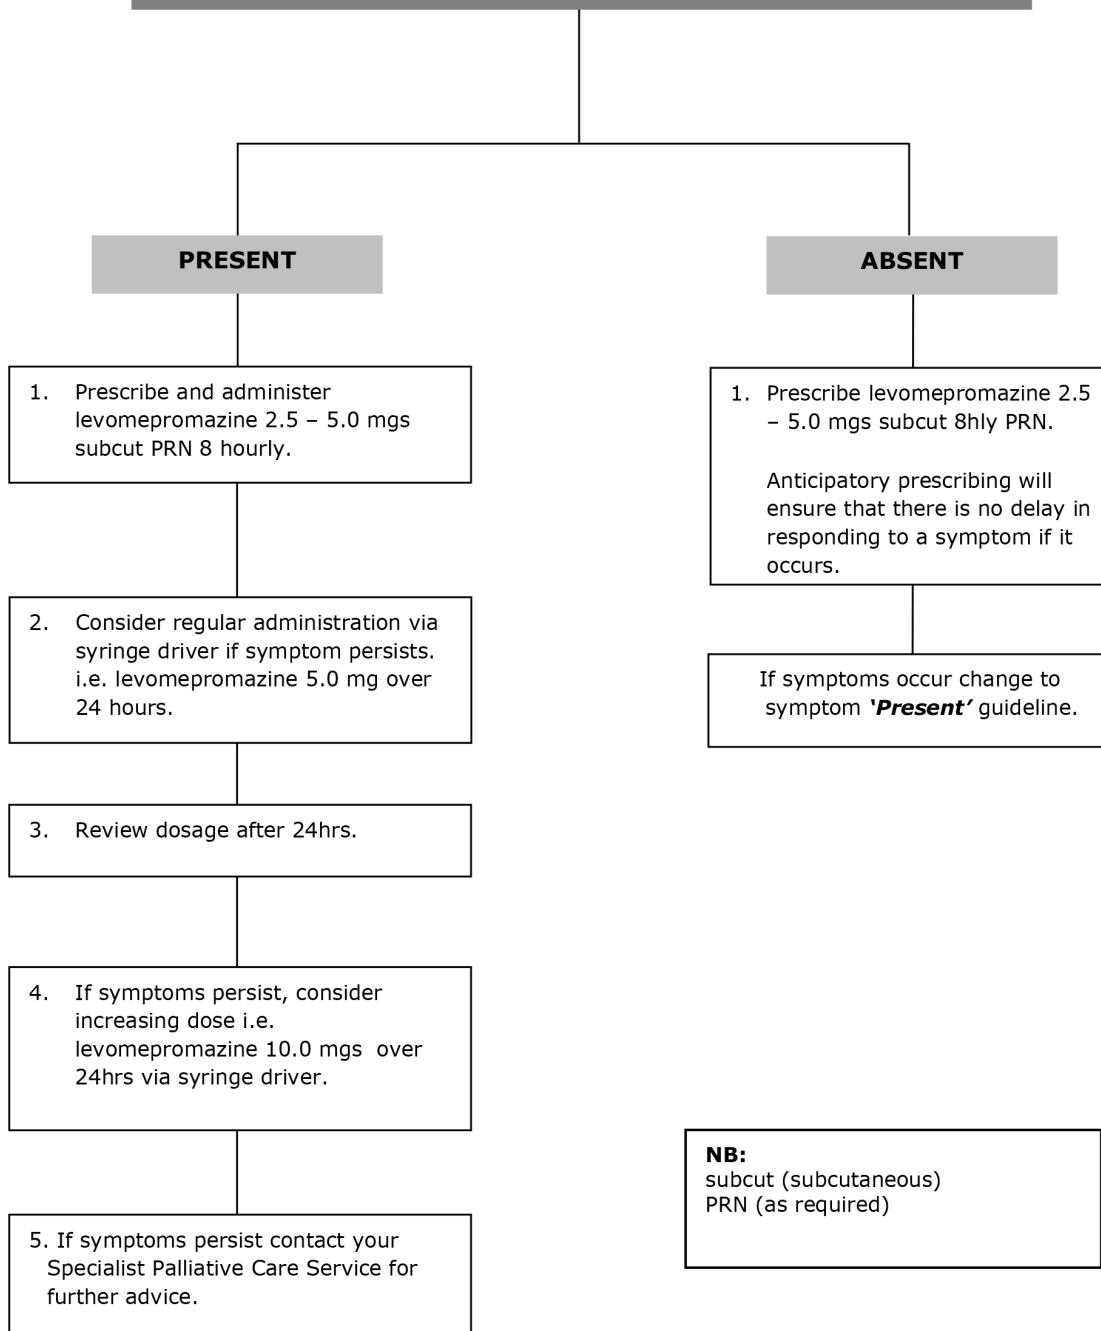 PRESENT
1. Prescribe and administer
levomepromazine 2.5 – 5.0 mgs
subcut PRN 8 hourly.
2. Consider regular administration via
syringe driver if symptom persists.
i.e. levomepromazine 5.0 mg over
24 hours.
3. Review dosage after 24hrs.
4. If symptoms persist, consider
increasing dose i.e.
levomepromazine 10.0 mgs over
24hrs via syringe driver.
5. If symptoms persist contact your
Specialist Palliative Care Service for
further advice.
ABSENT
1. Prescribe levomepromazine 2.5
– 5.0 mgs subcut 8hly PRN.
Anticipatory prescribing will
ensure that there is no delay in
responding to a symptom if it
occurs.
If symptoms occur change to
symptom ‘Present’ guideline.
NB:
subcut (subcutaneous)
PRN (as required)